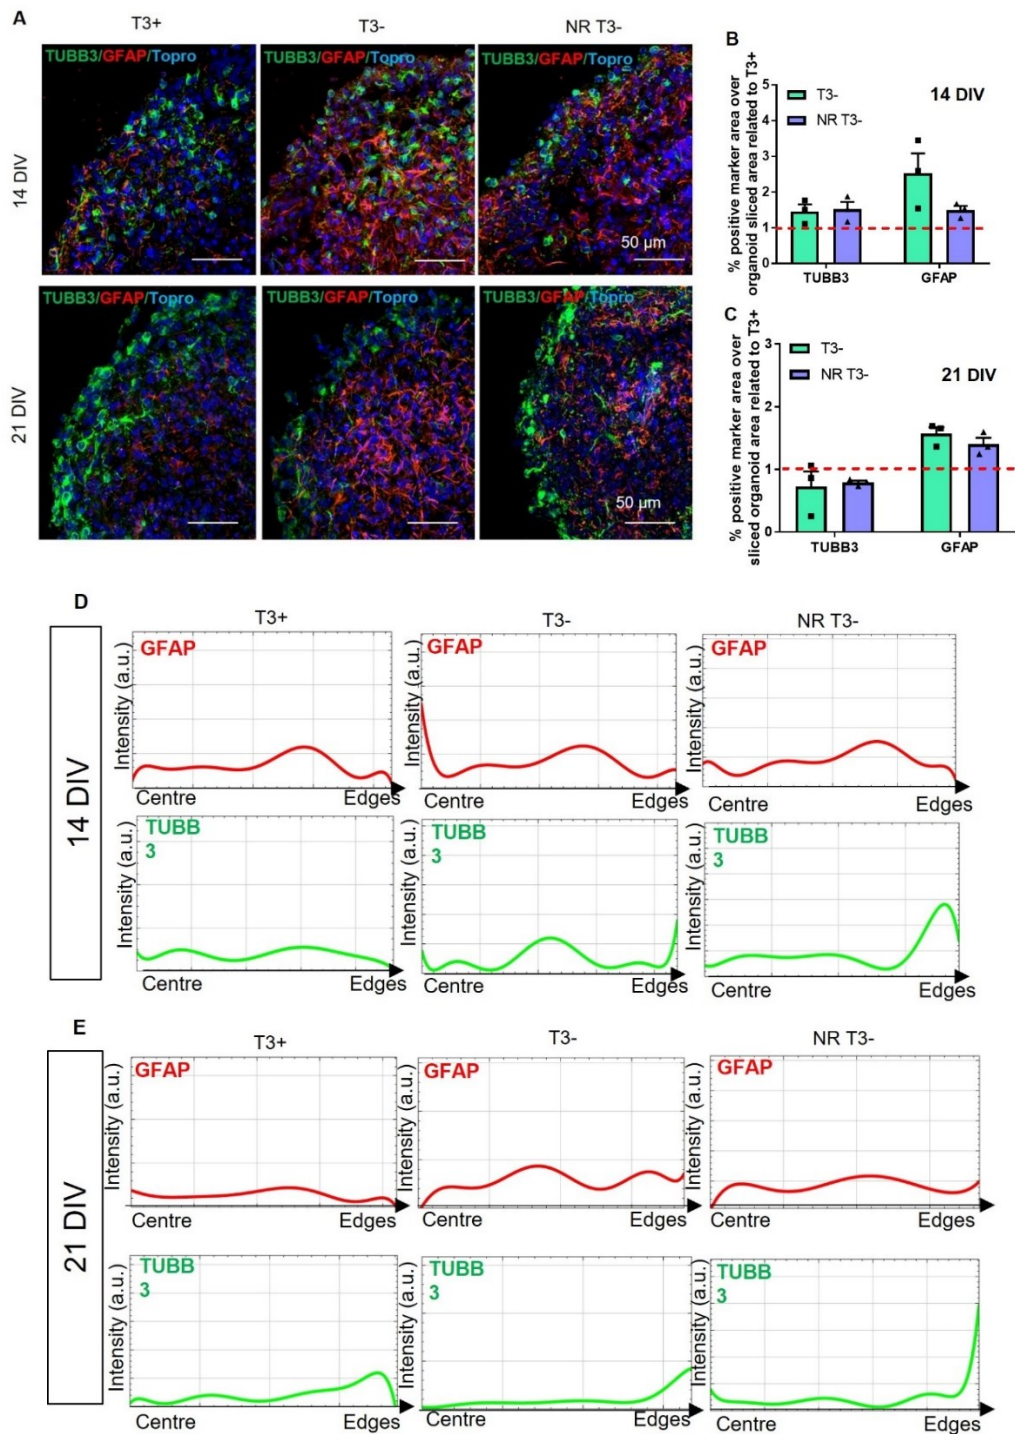 A
T3+
T3-
NR T3-
14 DIV
TUBB3/GFAP/Topro
TUBB3/GFAP/Topro
TUBB3/GFAP/Topro
50 µm
21 DIV
TUBB3/GFAP/Topro
TUBB3/GFAP/Topro
TUBB3/GFAP/Topro
50 µm
B
% positive marker area over
organoid sliced area related to T3+
5
4
3
2
1
0
T3-
NR T3-
14 DIV
TUBB3
GFAP
C
% positive marker area over
sliced organoid area related to T3+
3
2
1
0
T3-
NR T3-
21 DIV
TUBB3
GFAP
D
14 DIV
T3+
T3-
NR T3-
GFAP
Intensity (a.u.)
Centre
Edges
GFAP
Intensity (a.u.)
Centre
Edges
GFAP
Intensity (a.u.)
Centre
Edges
TUBB
3
Intensity (a.u.)
Centre
Edges
TUBB
3
Intensity (a.u.)
Centre
Edges
TUBB
3
Intensity (a.u.)
Centre
Edges
E
21 DIV
T3+
T3-
NR T3-
GFAP
Intensity (a.u.)
Centre
Edges
GFAP
Intensity (a.u.)
Centre
Edges
GFAP
Intensity (a.u.)
Centre
Edges
TUBB
3
Intensity (a.u.)
Centre
Edges
TUBB
3
Intensity (a.u.)
Centre
Edges
TUBB
3
Intensity (a.u.)
Centre
Edges